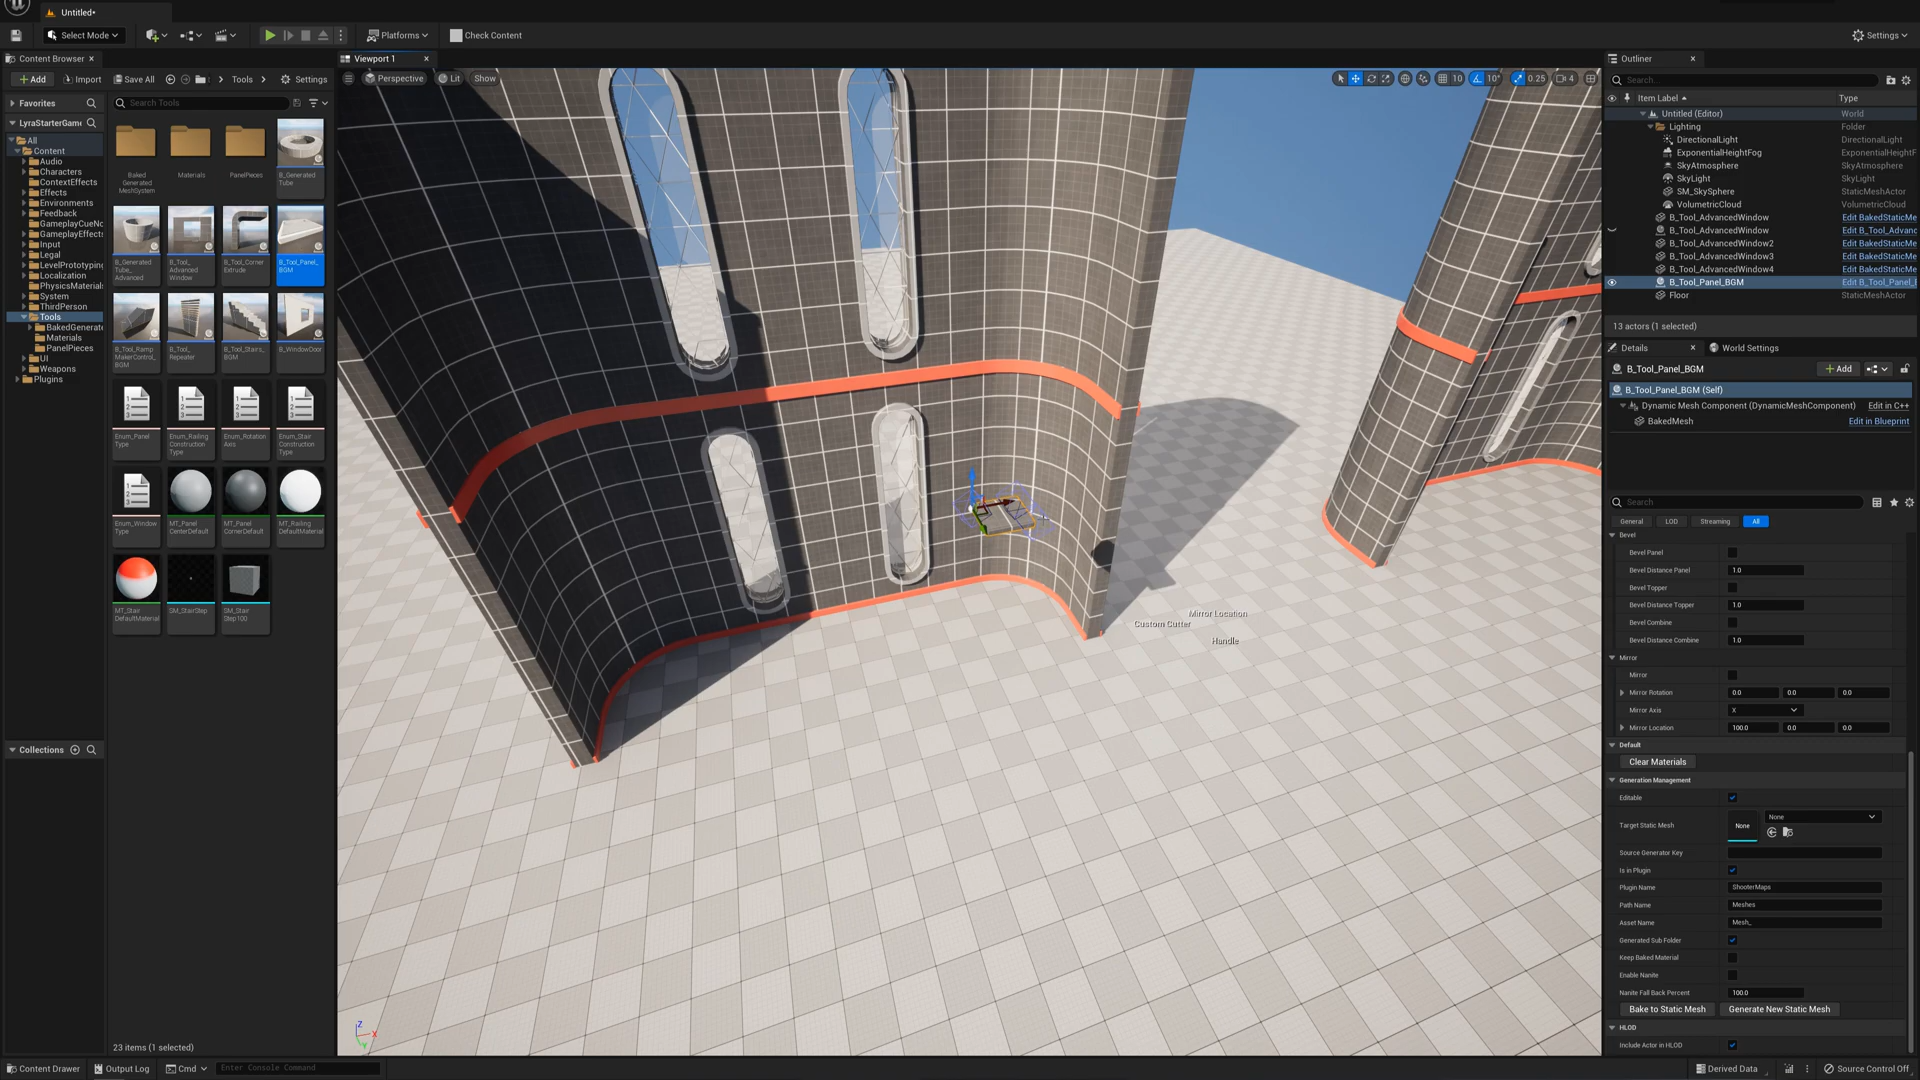 Untitled•
Select Mode
Platforms
Check Content
Settings
Content Browser
Add
Import
Save All
Tools
Settings
Favorites
Search Tools
LyraStarterGame
All
Content
Audio
Characters
ContextEffects
Effects
Environments
Feedback
GameplayCueNo
GameplayEffects
Input
Legal
LevelPrototyping
Localization
PhysicsMaterial
System
ThirdPerson
Tools
BakedGenerate
Materials
PanelPieces
UI
Weapons
Plugins
Baked
Generated
MeshSystem
Materials
PanelPieces
B_Generated
Tube
B_Generated
Tube_
Advanced
B_Tool_
Advanced
Window
B_Tool_Corner
Extrude
B_Tool_Panel_
BGM
B_Tool_Ramp
MakerControl_
BGM
B_Tool_
Repeater
B_Tool_Stairs_
BGM
B_WindowDoor
Enum_Panel
Type
Enum_Railing
Construction
Type
Enum_Rotation
Axis
Enum_Stair
Construction
Type
Enum_Window
Type
MT_Panel
CenterDefault
MT_Panel
CornerDefault
MT_Railing
DefaultMaterial
MT_Stair
DefaultMaterial
SM_StairStep
SM_Stair
Step100
Collections
23 items (1 selected)
Viewport 1
Perspective
Lit
Show
10
10°
0.25
4
Mirror Location
Custom Cutter
Handle
Z
X
Y
Outliner
Search...
Item Label
Type
Untitled (Editor)
World
Lighting
Folder
DirectionalLight
DirectionalLight
ExponentialHeightFog
ExponentialHeightF
SkyAtmosphere
SkyAtmosphere
SkyLight
SkyLight
SM_SkySphere
StaticMeshActor
VolumetricCloud
VolumetricCloud
B_Tool_AdvancedWindow
Edit BakedStaticMe
B_Tool_AdvancedWindow
Edit B_Tool_Advanc
B_Tool_AdvancedWindow2
Edit BakedStaticMe
B_Tool_AdvancedWindow3
Edit BakedStaticMe
B_Tool_AdvancedWindow4
Edit BakedStaticMe
B_Tool_Panel_BGM
Edit B_Tool_Panel_
Floor
StaticMeshActor
13 actors (1 selected)
Details
World Settings
B_Tool_Panel_BGM
Add
B_Tool_Panel_BGM (Self)
Dynamic Mesh Component (DynamicMeshComponent)
Edit in C++
BakedMesh
Edit in Blueprint
Search
General
LOD
Streaming
All
Bevel
Bevel Panel
Bevel Distance Panel
1.0
Bevel Topper
Bevel Distance Topper
1.0
Bevel Combine
Bevel Distance Combine
1.0
Mirror
Mirror
Mirror Rotation
0.0
0.0
0.0
Mirror Axis
X
Mirror Location
100.0
0.0
0.0
Default
Clear Materials
Generation Management
Editable
Target Static Mesh
None
None
Source Generator Key
Is in Plugin
Plugin Name
ShooterMaps
Path Name
Meshes
Asset Name
Mesh_
Generated Sub Folder
Keep Baked Material
Enable Nanite
Nanite Fall Back Percent
100.0
Bake to Static Mesh
Generate New Static Mesh
HLOD
Include Actor in HLOD
Content Drawer
Output Log
Cmd
Enter Console Command
Derived Data
Source Control Off